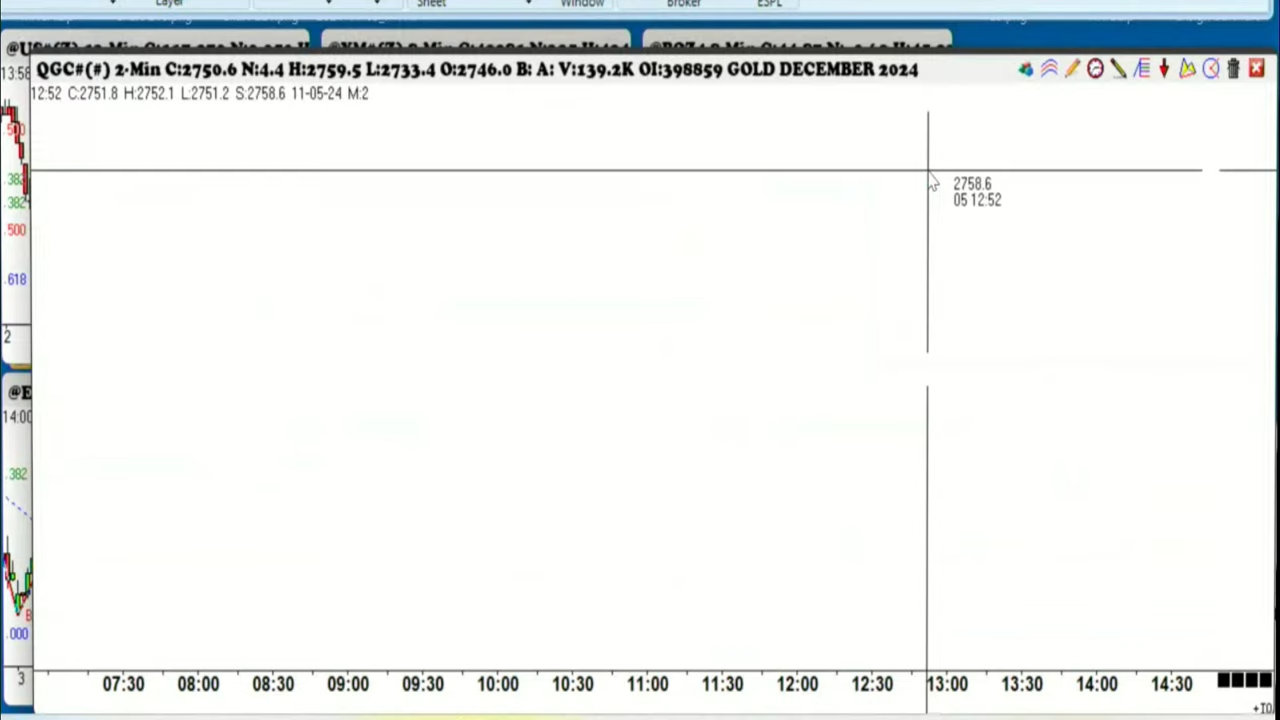 Layer Sheet Window Broker ESPL
13:58
QGC#(#) 2-Min C:2750.6 N:4.4 H:2759.5 L:2733.4 O:2746.0 B: A: V:139.2K OI:398859 GOLD DECEMBER 2024
12:52 C:2751.8 H:2752.1 L:2751.2 S:2758.6 11-05-24 M:2
.500
.382
.382
.500
.618
2
2758.6
05 12:52
@E
14:00
.382
B
.000
3
07:30 08:00 08:30 09:00 09:30 10:00 10:30 11:00 11:30 12:00 12:30 13:00 13:30 14:00 14:30